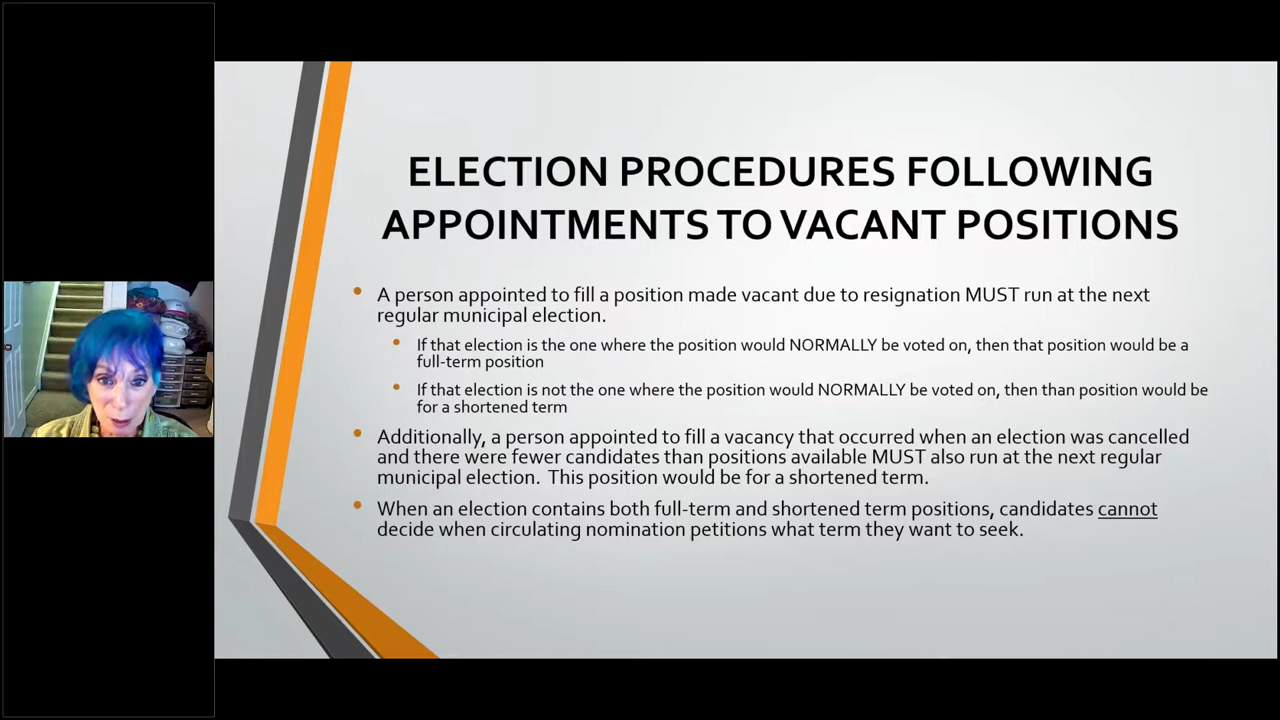 ELECTION PROCEDURES FOLLOWING
APPOINTMENTS TO VACANT POSITIONS
• A person appointed to fill a position made vacant due to resignation MUST run at the next
regular municipal election.
• If that election is the one where the position would NORMALLY be voted on, then that position would be a
full-term position
• If that election is not the one where the position would NORMALLY be voted on, then than position would be
for a shortened term
• Additionally, a person appointed to fill a vacancy that occurred when an election was cancelled
and there were fewer candidates than positions available MUST also run at the next regular
municipal election. This position would be for a shortened term.
• When an election contains both full-term and shortened term positions, candidates cannot
decide when circulating nomination petitions what term they want to seek.